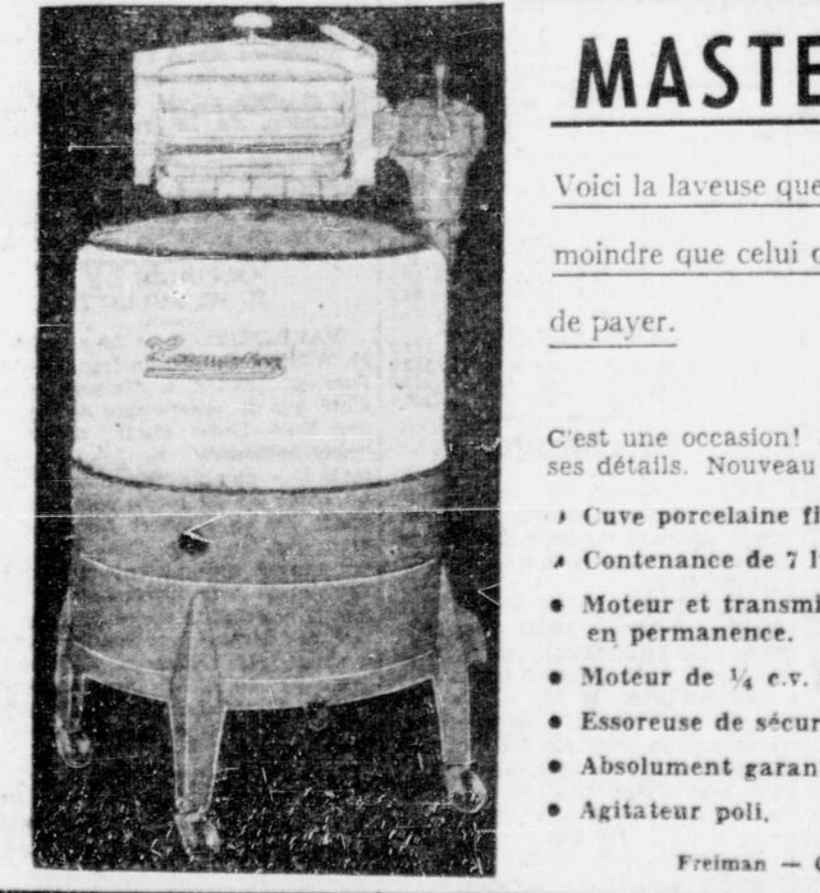 MASTE
Voici la laveuse que
moindre que celui
de payer.
C'est une occasion!
ses détails. Nouveau
Cuve porcelaine fi
Contenance de 7 l
• Moteur et transmi
en permanence.
• Moteur de ¼ c.v.
• Essoreuse de sécur
• Absolument garan
• Agitateur poli.
Freiman —